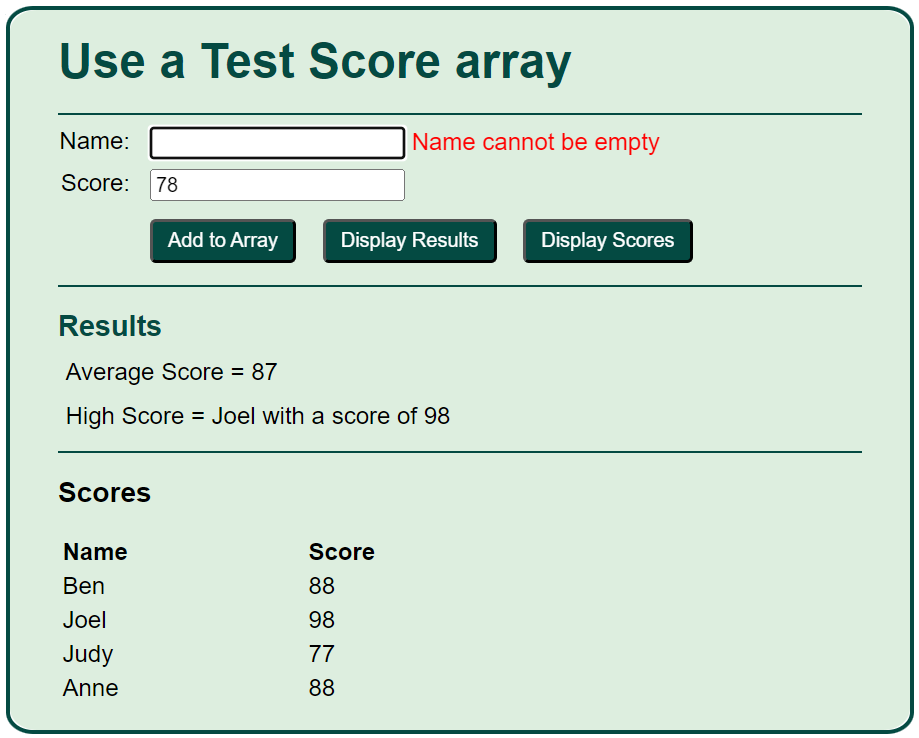 Use a Test Score array
Name: Name cannot be empty
Score: 78
Add to Array Display Results Display Scores
Results
Average Score = 87
High Score = Joel with a score of 98
Scores
Name Score
Ben 88
Joel 98
Judy 77
Anne 88